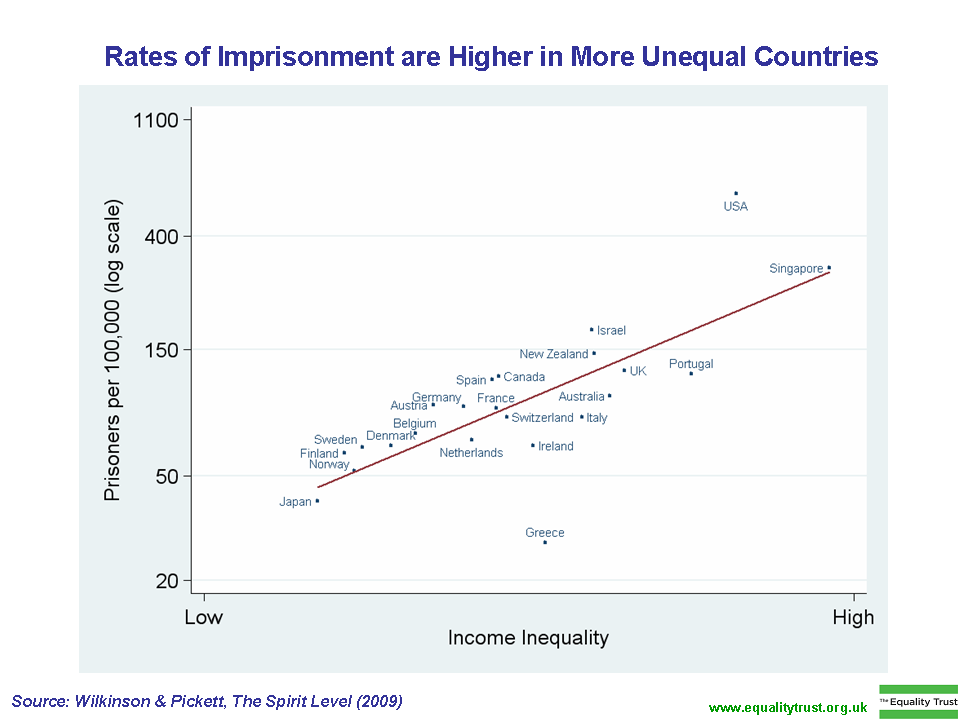 Rates of Imprisonment are Higher in More Unequal Countries
1100
400
150
50
20
Prisoners per 100,000 (log scale)
USA
Singapore
Israel
New Zealand
Portugal
UK
Spain
Canada
Germany
France
Australia
Austria
Switzerland
Italy
Belgium
Denmark
Sweden
Ireland
Finland
Netherlands
Norway
Japan
Greece
Low
High
Income Inequality
Source: Wilkinson & Pickett, The Spirit Level (2009)
www.equalitytrust.org.uk
The Equality Trust